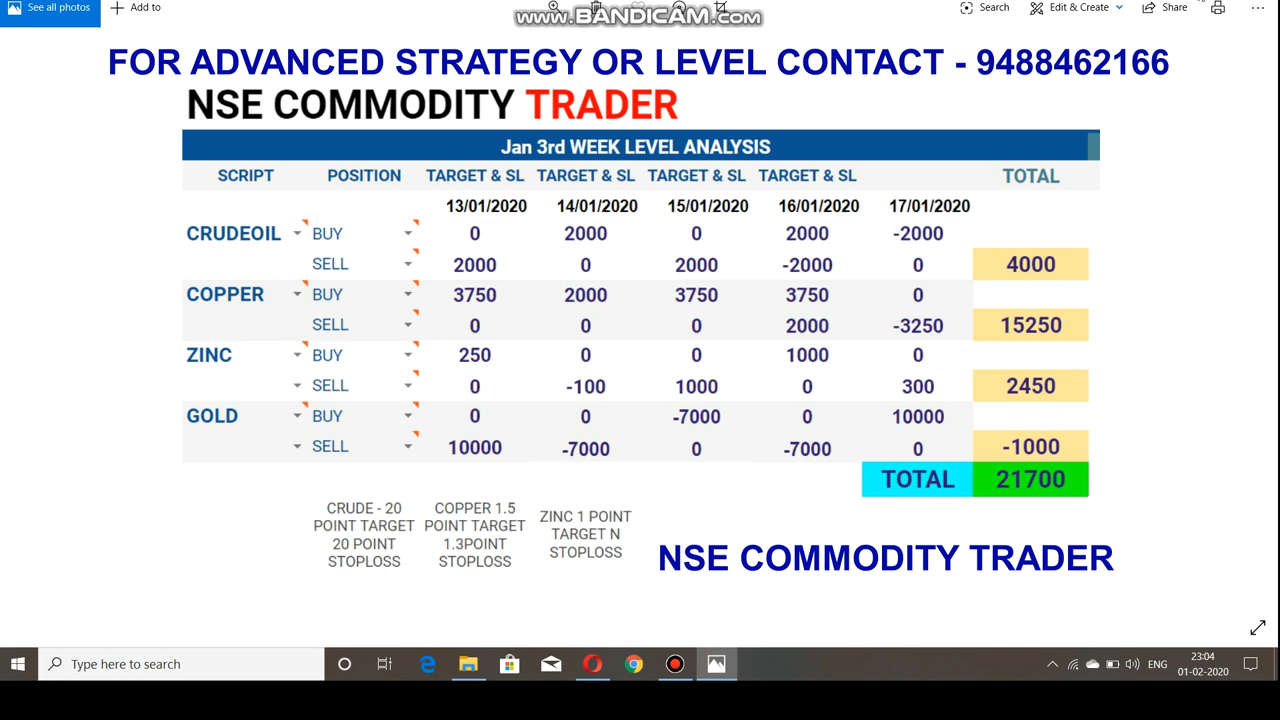 See all photos
Add to
www.BANDICAM.com
Search
Edit & Create
Share
FOR ADVANCED STRATEGY OR LEVEL CONTACT - 9488462166
NSE COMMODITY TRADER
Jan 3rd WEEK LEVEL ANALYSIS
SCRIPT POSITION TARGET & SL TARGET & SL TARGET & SL TARGET & SL TOTAL
13/01/2020 14/01/2020 15/01/2020 16/01/2020 17/01/2020
CRUDEOIL BUY 0 2000 0 2000 -2000
SELL 2000 0 2000 -2000 0 4000
COPPER BUY 3750 2000 3750 3750 0
SELL 0 0 0 2000 -3250 15250
ZINC BUY 250 0 0 1000 0
SELL 0 -100 1000 0 300 2450
GOLD BUY 0 0 -7000 0 10000
SELL 10000 -7000 0 -7000 0 -1000
TOTAL 21700
CRUDE - 20
POINT TARGET
20 POINT
STOPLOSS
COPPER 1.5
POINT TARGET
1.3POINT
STOPLOSS
ZINC 1 POINT
TARGET N
STOPLOSS
NSE COMMODITY TRADER
Type here to search
ENG
23:04
01-02-2020